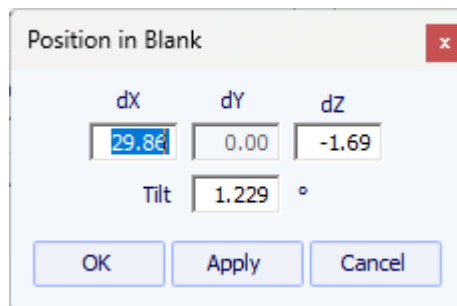 Position in Blank x
dX dY dZ
29.86 0.00 -1.69
Tilt 1.229 °
OK Apply Cancel